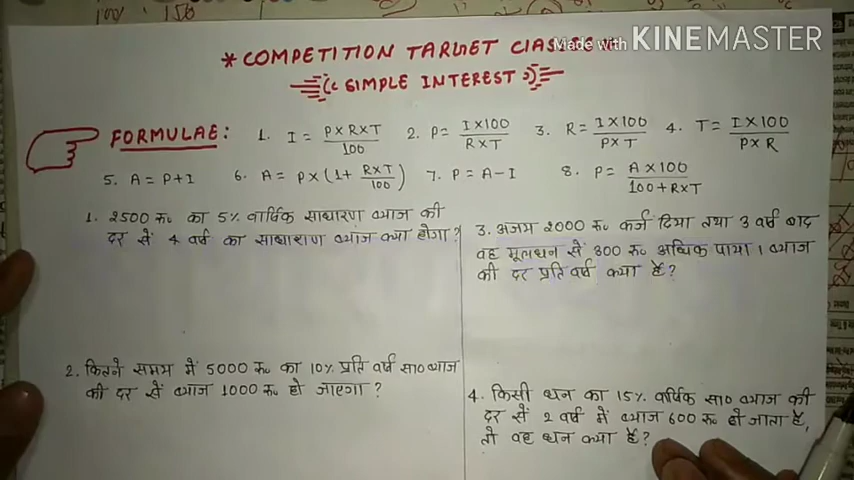 100 150
* COMPETITION TARGET CLASSES
Made with KINEMASTER
SIMPLE INTEREST
FORMULAE: 1. I = P×R×T/100 2. P = I×100/R×T 3. R = I×100/P×T 4. T = I×100/P×R
5. A = P+I 6. A = P×(1+ R×T/100) 7. P = A-I 8. P = A×100/100+R×T
1. 2500 रू० का 5% वार्षिक साधारण ब्याज की
दर से 4 वर्ष का साधाराण ब्याज क्या होगा?
2. कितने समय में 5000 रू० का 10% प्रति वर्ष सा० ब्याज
की दर से ब्याज 1000 रू० हो जाएगा?
3. अजय 2000 रू० कर्ज दिया तथा 3 वर्ष बाद
वह मूलधन से 300 रू० अधिक पाया। ब्याज
की दर प्रति वर्ष क्या है?
4. किसी धन का 15% वार्षिक सा० ब्याज की
दर से 2 वर्ष में ब्याज 600 रू० हो जाता है,
तो वह धन क्या है?